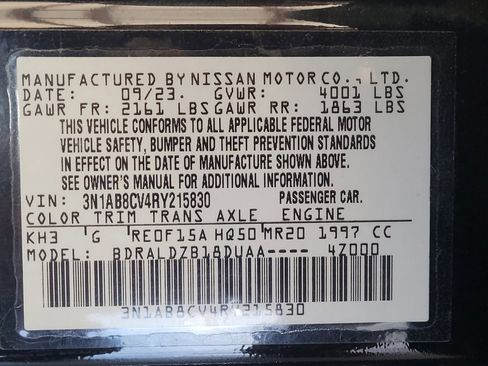 MANUFACTURED BY NISSAN MOTOR CO., LTD.
DATE: 09/23. GVWR: 4001 LBS
GAWR FR: 2161 LBS GAWR RR: 1863 LBS
THIS VEHICLE CONFORMS TO ALL APPLICABLE FEDERAL MOTOR
VEHICLE SAFETY, BUMPER AND THEFT PREVENTION STANDARDS
IN EFFECT ON THE DATE OF MANUFACTURE SHOWN ABOVE.
SEE OWNER'S MANUAL FOR ADDITIONAL INFORMATION.
VIN: 3N1AB8CV4RY215830 PASSENGER CAR.
COLOR TRIM TRANS AXLE ENGINE
KH3 G RE0F15A HQ50 MR20 1997 CC
MODEL: BDRALDZB18DUAA---- 4Z000
3N1AB8CV4RY215830